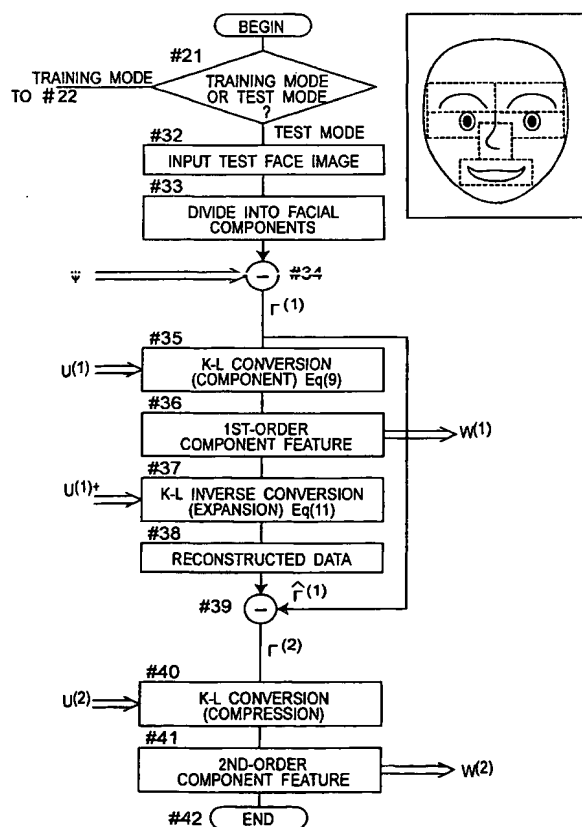 BEGIN
#21
TRAINING MODE
TO #22
TRAINING MODE
OR TEST MODE
?
TEST MODE
#32
INPUT TEST FACE IMAGE
#33
DIVIDE INTO FACIAL
COMPONENTS
Ψ̈
−
#34
Γ(1)
#35
U(1)
K-L CONVERSION
(COMPONENT) Eq(9)
#36
1ST-ORDER
COMPONENT FEATURE
W(1)
#37
U(1)+
K-L INVERSE CONVERSION
(EXPANSION) Eq(11)
#38
RECONSTRUCTED DATA
Γ̂(1)
#39
−
Γ(2)
#40
U(2)
K-L CONVERSION
(COMPRESSION)
#41
2ND-ORDER
COMPONENT FEATURE
W(2)
#42
END